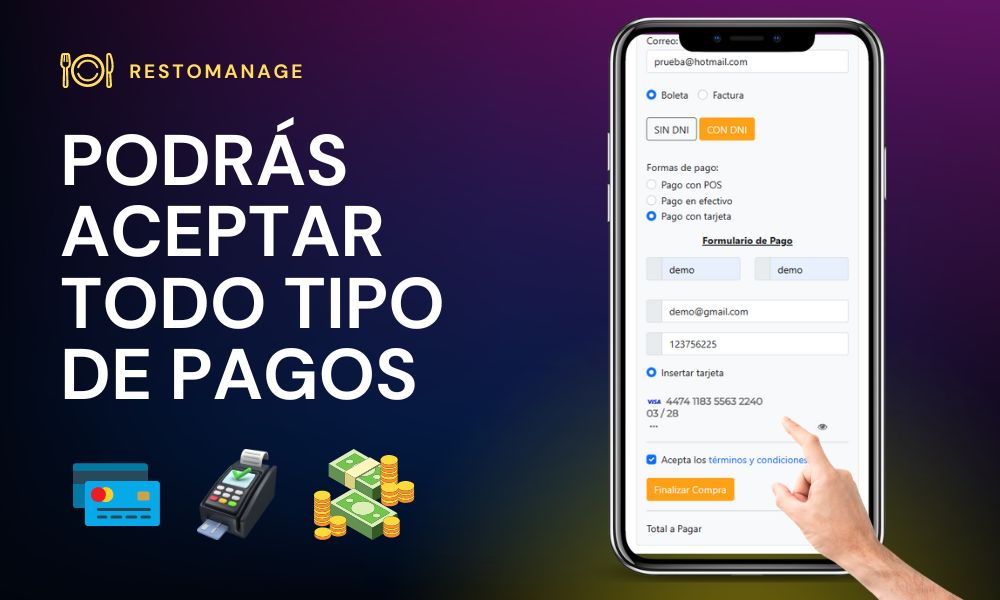 RESTOMANAGE
PODRÁS
ACEPTAR
TODO TIPO
DE PAGOS
Correo:
prueba@hotmail.com
Boleta Factura
SIN DNI CON DNI
Formas de pago:
Pago con POS
Pago en efectivo
Pago con tarjeta
Formulario de Pago
demo demo
demo@gmail.com
123756225
Insertar tarjeta
VISA 4474 1183 5563 2240
03 / 28
•••
Acepta los términos y condiciones
Finalizar Compra
Total a Pagar